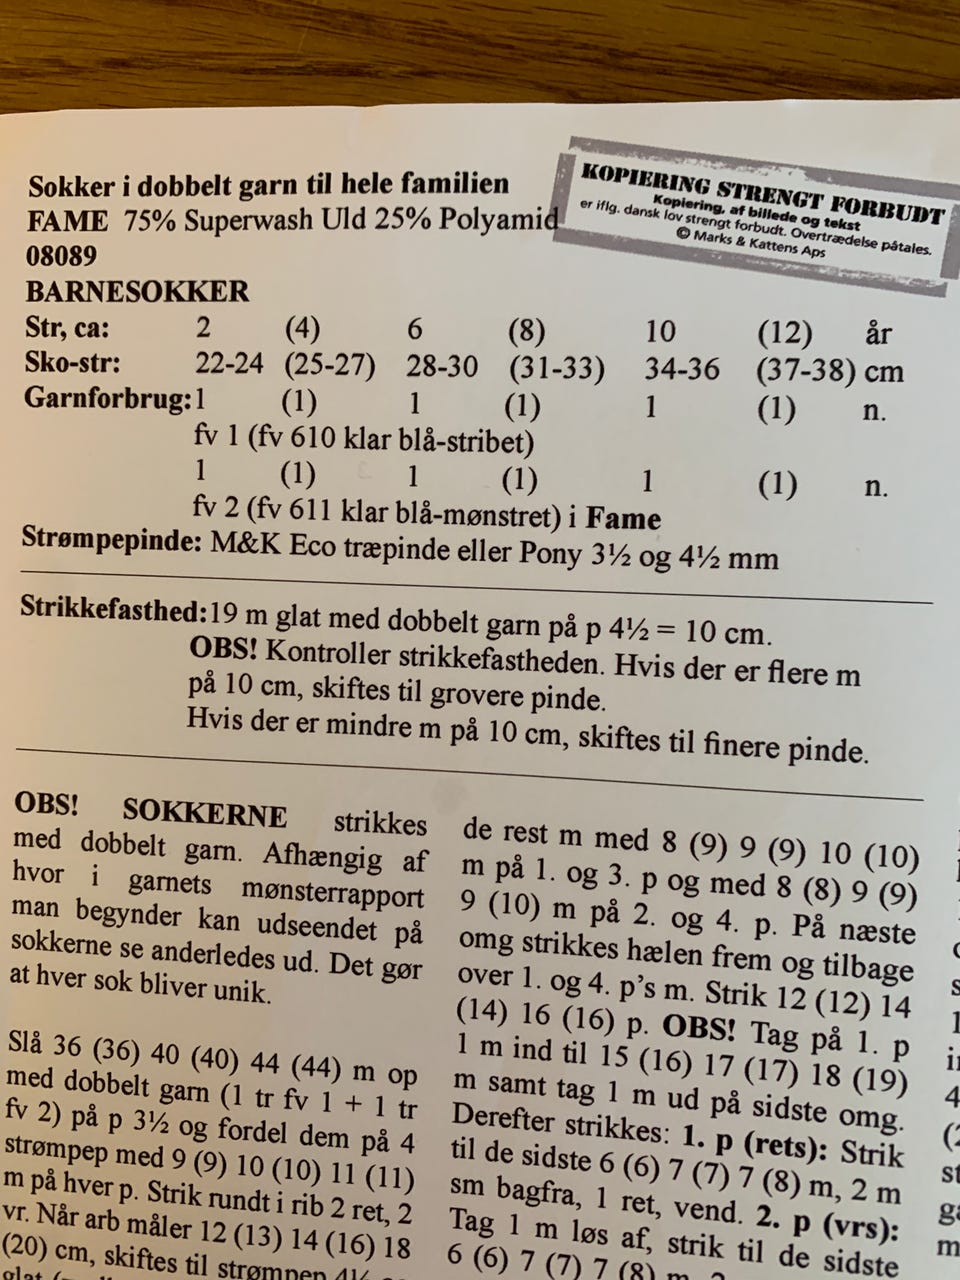 KOPIERING STRENGT FORBUDT
Kopiering, af billede og tekst
er iflg. dansk lov strengt forbudt. Overtrædelse påtales.
© Marks & Kattens Aps
Sokker i dobbelt garn til hele familien
FAME 75% Superwash Uld 25% Polyamid
08089
BARNESOKKER
Str, ca: 2 (4) 6 (8) 10 (12) år
Sko-str: 22-24 (25-27) 28-30 (31-33) 34-36 (37-38) cm
Garnforbrug: 1 (1) 1 (1) 1 (1) n.
fv 1 (fv 610 klar blå-stribet)
1 (1) 1 (1) 1 (1) n.
fv 2 (fv 611 klar blå-mønstret) i Fame
Strømpepinde: M&K Eco træpinde eller Pony 3½ og 4½ mm
Strikkefasthed: 19 m glat med dobbelt garn på p 4½ = 10 cm.
OBS! Kontroller strikkefastheden. Hvis der er flere m
på 10 cm, skiftes til grovere pinde.
Hvis der er mindre m på 10 cm, skiftes til finere pinde.
OBS! SOKKERNE strikkes
med dobbelt garn. Afhængig af
hvor i garnets mønsterrapport
man begynder kan udseendet på
sokkerne se anderledes ud. Det gør
at hver sok bliver unik.
Slå 36 (36) 40 (40) 44 (44) m op
med dobbelt garn (1 tr fv 1 + 1 tr
fv 2) på p 3½ og fordel dem på 4
strømpep med 9 (9) 10 (10) 11 (11)
m på hver p. Strik rundt i rib 2 ret, 2
vr. Når arb måler 12 (13) 14 (16) 18
(20) cm, skiftes til strømpep 4½
glat
de rest m med 8 (9) 9 (9) 10 (10)
m på 1. og 3. p og med 8 (8) 9 (9)
9 (10) m på 2. og 4. p. På næste
omg strikkes hælen frem og tilbage
over 1. og 4. p's m. Strik 12 (12) 14
(14) 16 (16) p. OBS! Tag på 1. p
1 m ind til 15 (16) 17 (17) 18 (19)
m samt tag 1 m ud på sidste omg.
Derefter strikkes: 1. p (rets): Strik
til de sidste 6 (6) 7 (7) 7 (8) m, 2 m
sm bagfra, 1 ret, vend. 2. p (vrs):
Tag 1 m løs af, strik til de sidste
6 (6) 7 (7) 7 (8) m, 2